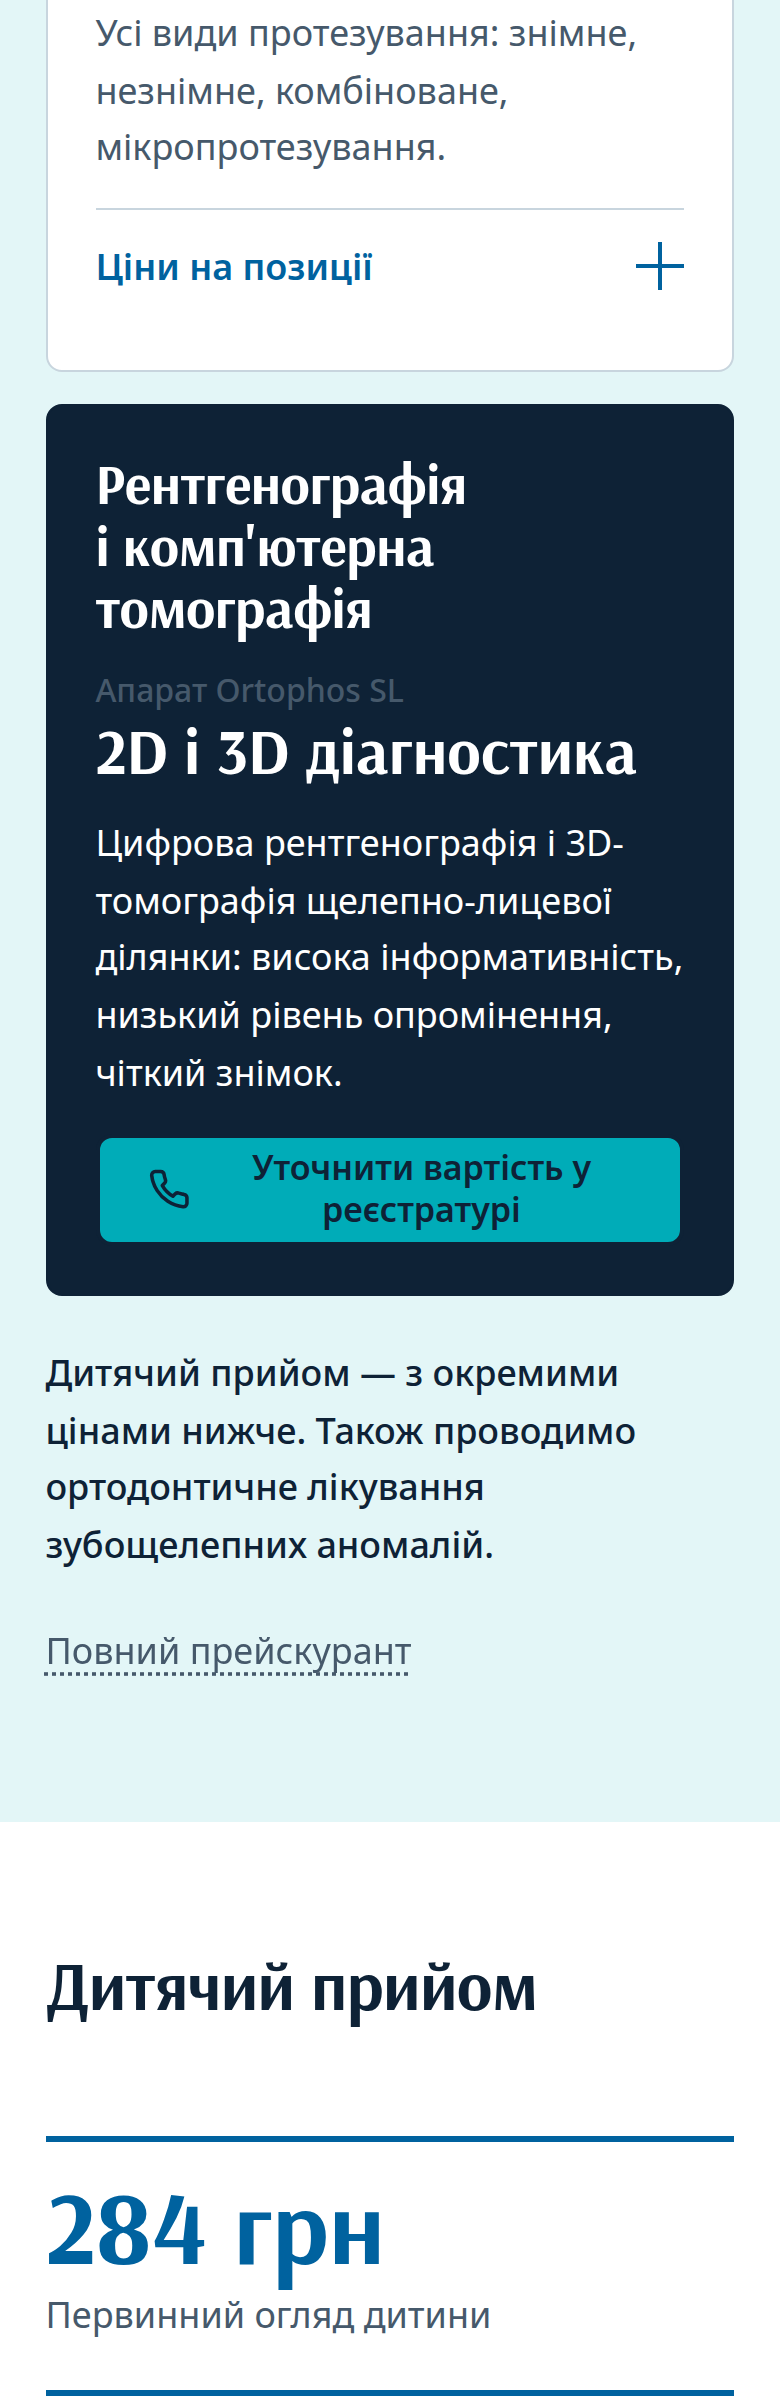 Усі види протезування: знімне,
незнімне, комбіноване,
мікропротезування.
Ціни на позиції
Рентгенографія
і комп'ютерна
томографія
Апарат Ortophos SL
2D і 3D діагностика
Цифрова рентгенографія і 3D-
томографія щелепно-лицевої
ділянки: висока інформативність,
низький рівень опромінення,
чіткий знімок.
Уточнити вартість у
реєстратурі
Дитячий прийом — з окремими
цінами нижче. Також проводимо
ортодонтичне лікування
зубощелепних аномалій.
Повний прейскурант
Дитячий прийом
284 грн
Первинний огляд дитини